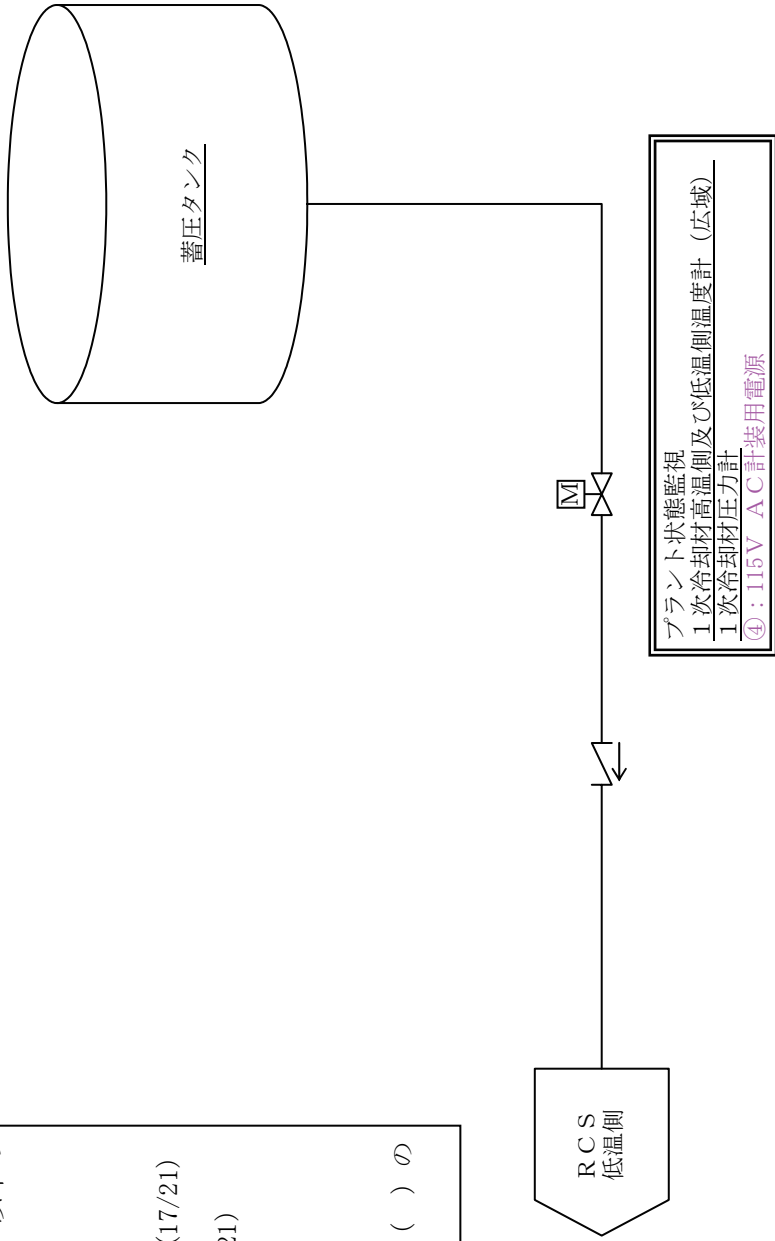 蓄圧タンク
M
プラント状態監視
1次冷却材高温側及び低温側温度計（広域）
1次冷却材圧力計
④：115V AC計装用電源
RCS
低温側
(17/21)
21)
( ) の